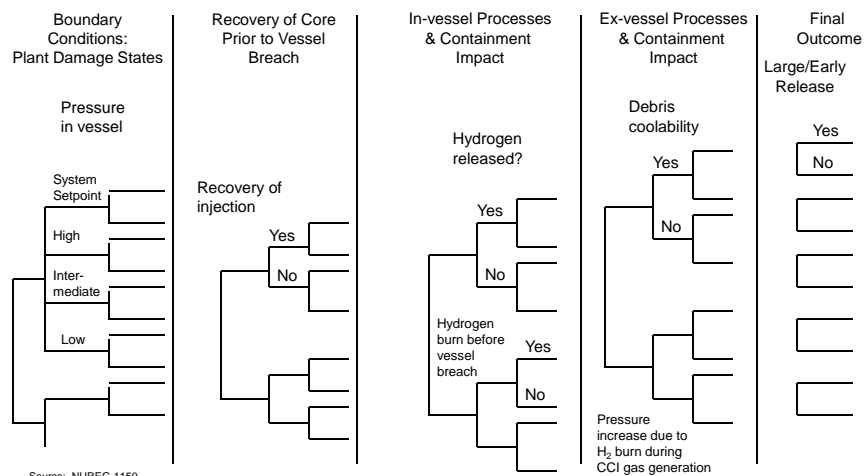 Boundary
Conditions:
Plant Damage States
Pressure
in vessel
System
Setpoint
High
Inter-
mediate
Low
Source: NUREG-1150
Recovery of Core
Prior to Vessel
Breach
Recovery of
injection
Yes
No
In-vessel Processes
& Containment
Impact
Hydrogen
released?
Yes
No
Hydrogen
burn before
vessel
breach
Yes
No
Ex-vessel Processes
& Containment
Impact
Debris
coolability
Yes
No
Pressure
increase due to
H₂ burn during
CCI gas generation
Final
Outcome
Large/Early
Release
Yes
No